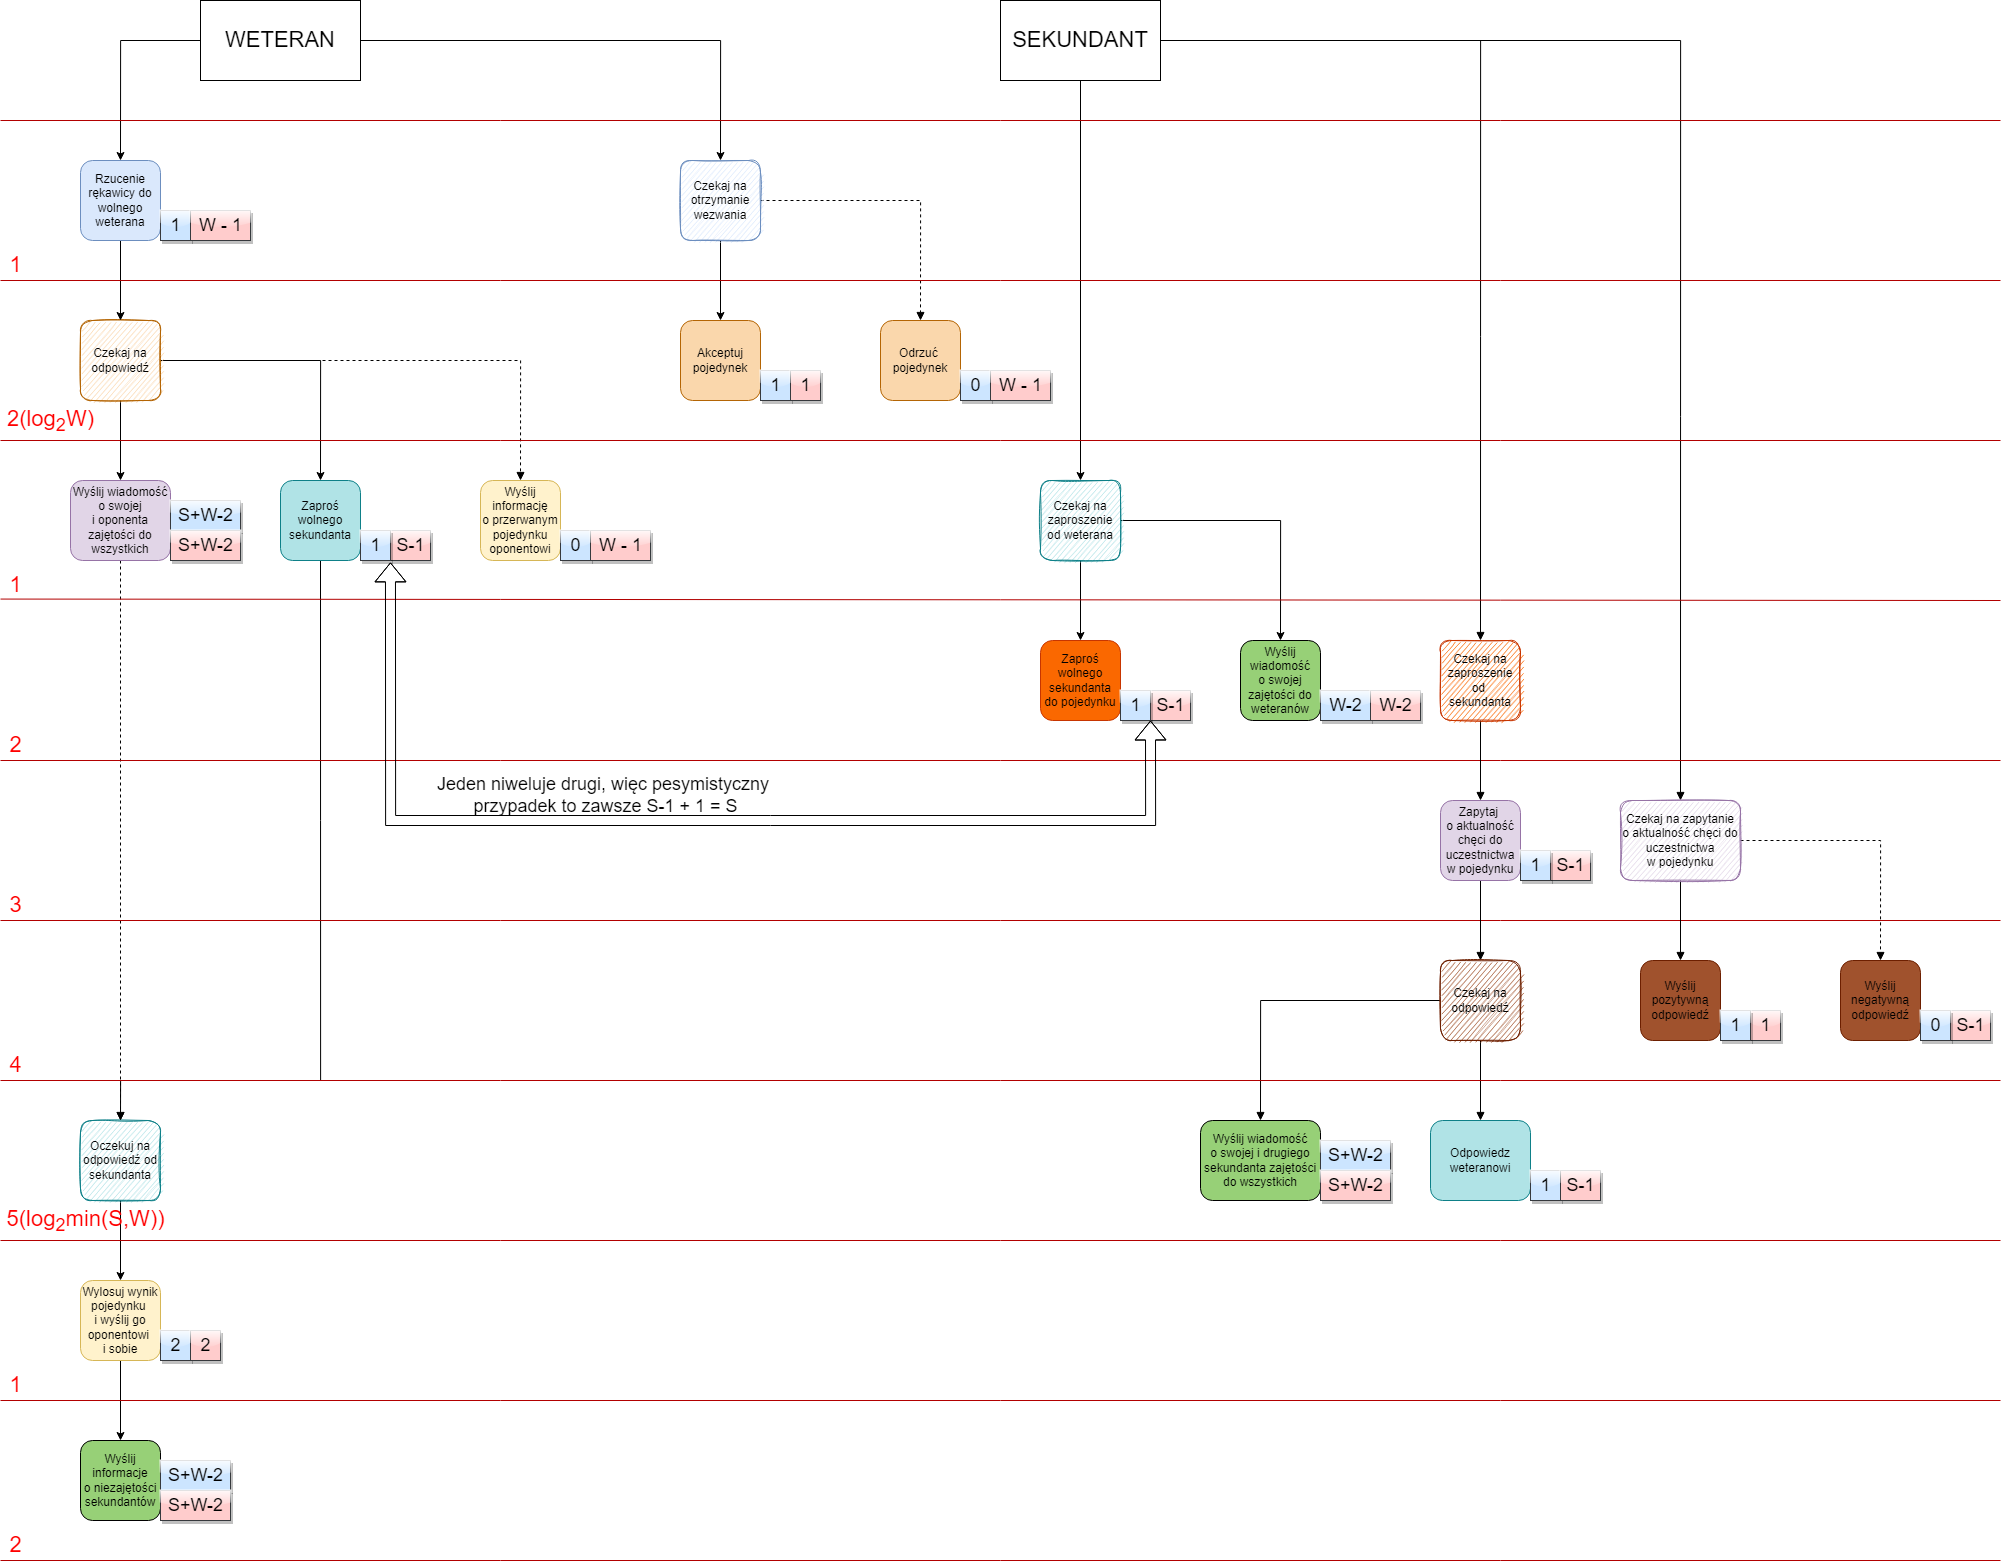 WETERAN
SEKUNDANT
Rzucenie
rękawicy do
wolnego
weterana
1
W - 1
Czekaj na
otrzymanie
wezwania
1
Czekaj na
odpowiedź
Akceptuj
pojedynek
1
1
Odrzuć
pojedynek
0
W - 1
2(log2W)
Wyślij wiadomość
o swojej
i oponenta
zajętości do
wszystkich
S+W-2
S+W-2
Zaproś
wolnego
sekundanta
1
S-1
Wyślij
informację
o przerwanym
pojedynku
oponentowi
0
W - 1
Czekaj na
zaproszenie
od weterana
1
Zaproś
wolnego
sekundanta
do pojedynku
1
S-1
Wyślij
wiadomość
o swojej
zajętości do
weteranów
W-2
W-2
Czekaj na
zaproszenie
od
sekundanta
2
Jeden niweluje drugi, więc pesymistyczny
przypadek to zawsze S-1 + 1 = S
Zapytaj
o aktualność
chęci do
uczestnictwa
w pojedynku
1
S-1
Czekaj na zapytanie
o aktualność chęci do
uczestnictwa
w pojedynku
3
Czekaj na
odpowiedź
Wyślij
pozytywną
odpowiedź
1
1
Wyślij
negatywną
odpowiedź
0
S-1
4
Oczekuj na
odpowiedź od
sekundanta
Wyślij wiadomość
o swojej i drugiego
sekundanta zajętości
do wszystkich
S+W-2
S+W-2
Odpowiedz
weteranowi
1
S-1
5(log2min(S,W))
Wylosuj wynik
pojedynku
i wyślij go
oponentowi
i sobie
2
2
1
Wyślij
informacje
o niezajętości
sekundantów
S+W-2
S+W-2
2